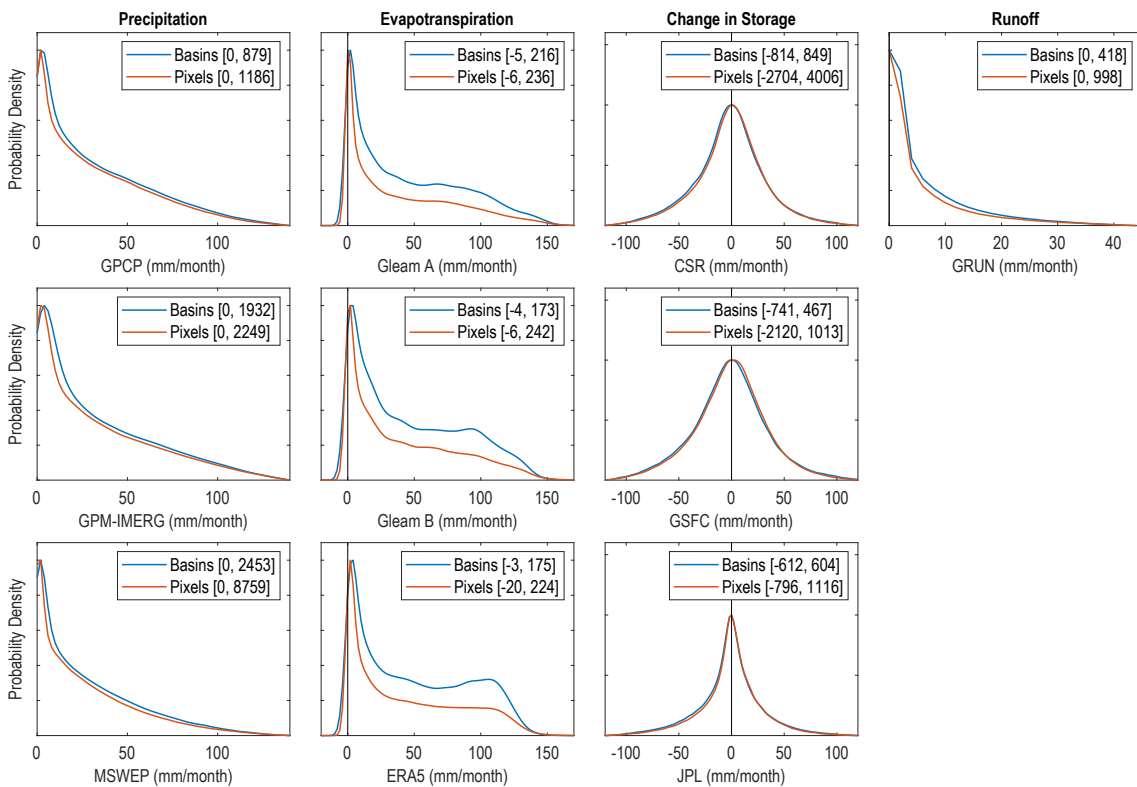 Precipitation
Evapotranspiration
Change in Storage
Runoff
Probability Density
Basins [0, 879]
Pixels [0, 1186]
0 50 100
GPCP (mm/month)
Basins [-5, 216]
Pixels [-6, 236]
0 50 100 150
Gleam A (mm/month)
Basins [-814, 849]
Pixels [-2704, 4006]
-100 -50 0 50 100
CSR (mm/month)
Basins [0, 418]
Pixels [0, 998]
0 10 20 30 40
GRUN (mm/month)
Probability Density
Basins [0, 1932]
Pixels [0, 2249]
0 50 100
GPM-IMERG (mm/month)
Basins [-4, 173]
Pixels [-6, 242]
0 50 100 150
Gleam B (mm/month)
Basins [-741, 467]
Pixels [-2120, 1013]
-100 -50 0 50 100
GSFC (mm/month)
Probability Density
Basins [0, 2453]
Pixels [0, 8759]
0 50 100
MSWEP (mm/month)
Basins [-3, 175]
Pixels [-20, 224]
0 50 100 150
ERA5 (mm/month)
Basins [-612, 604]
Pixels [-796, 1116]
-100 -50 0 50 100
JPL (mm/month)